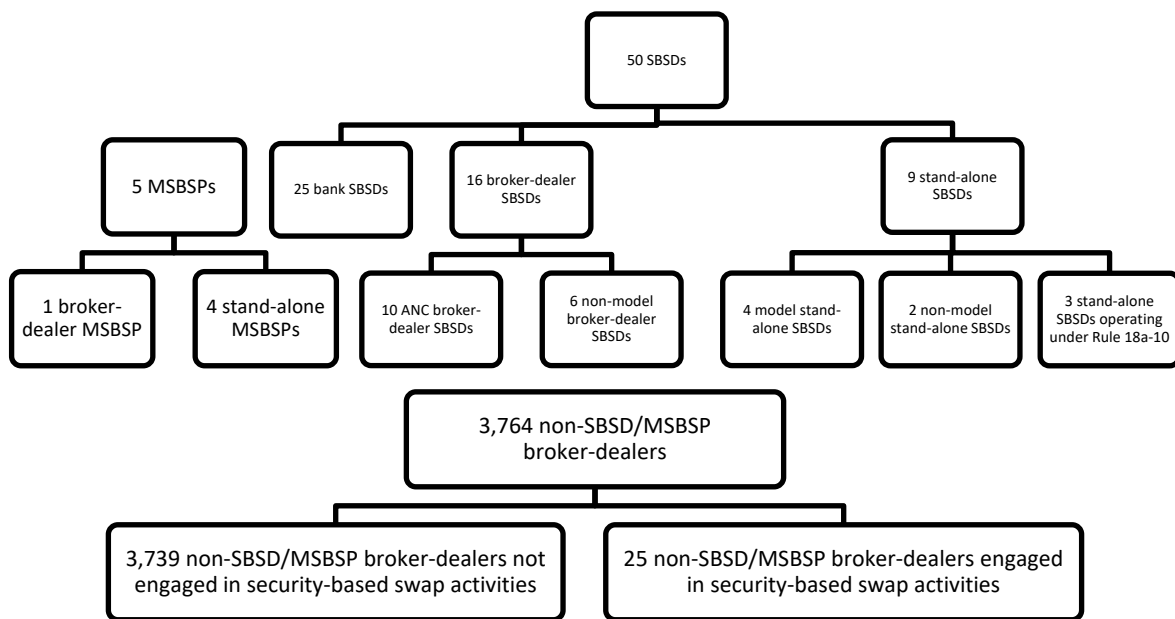 50 SBSDs
5 MSBSPs
25 bank SBSDs
16 broker-dealer
SBSDs
9 stand-alone
SBSDs
1 broker-
dealer MSBSP
4 stand-alone
MSBSPs
10 ANC broker-
dealer SBSDs
6 non-model
broker-dealer
SBSDs
4 model stand-
alone SBSDs
2 non-model
stand-alone SBSDs
3 stand-alone
SBSDs operating
under Rule 18a-10
3,764 non-SBSD/MSBSP
broker-dealers
3,739 non-SBSD/MSBSP broker-dealers not
engaged in security-based swap activities
25 non-SBSD/MSBSP broker-dealers engaged
in security-based swap activities